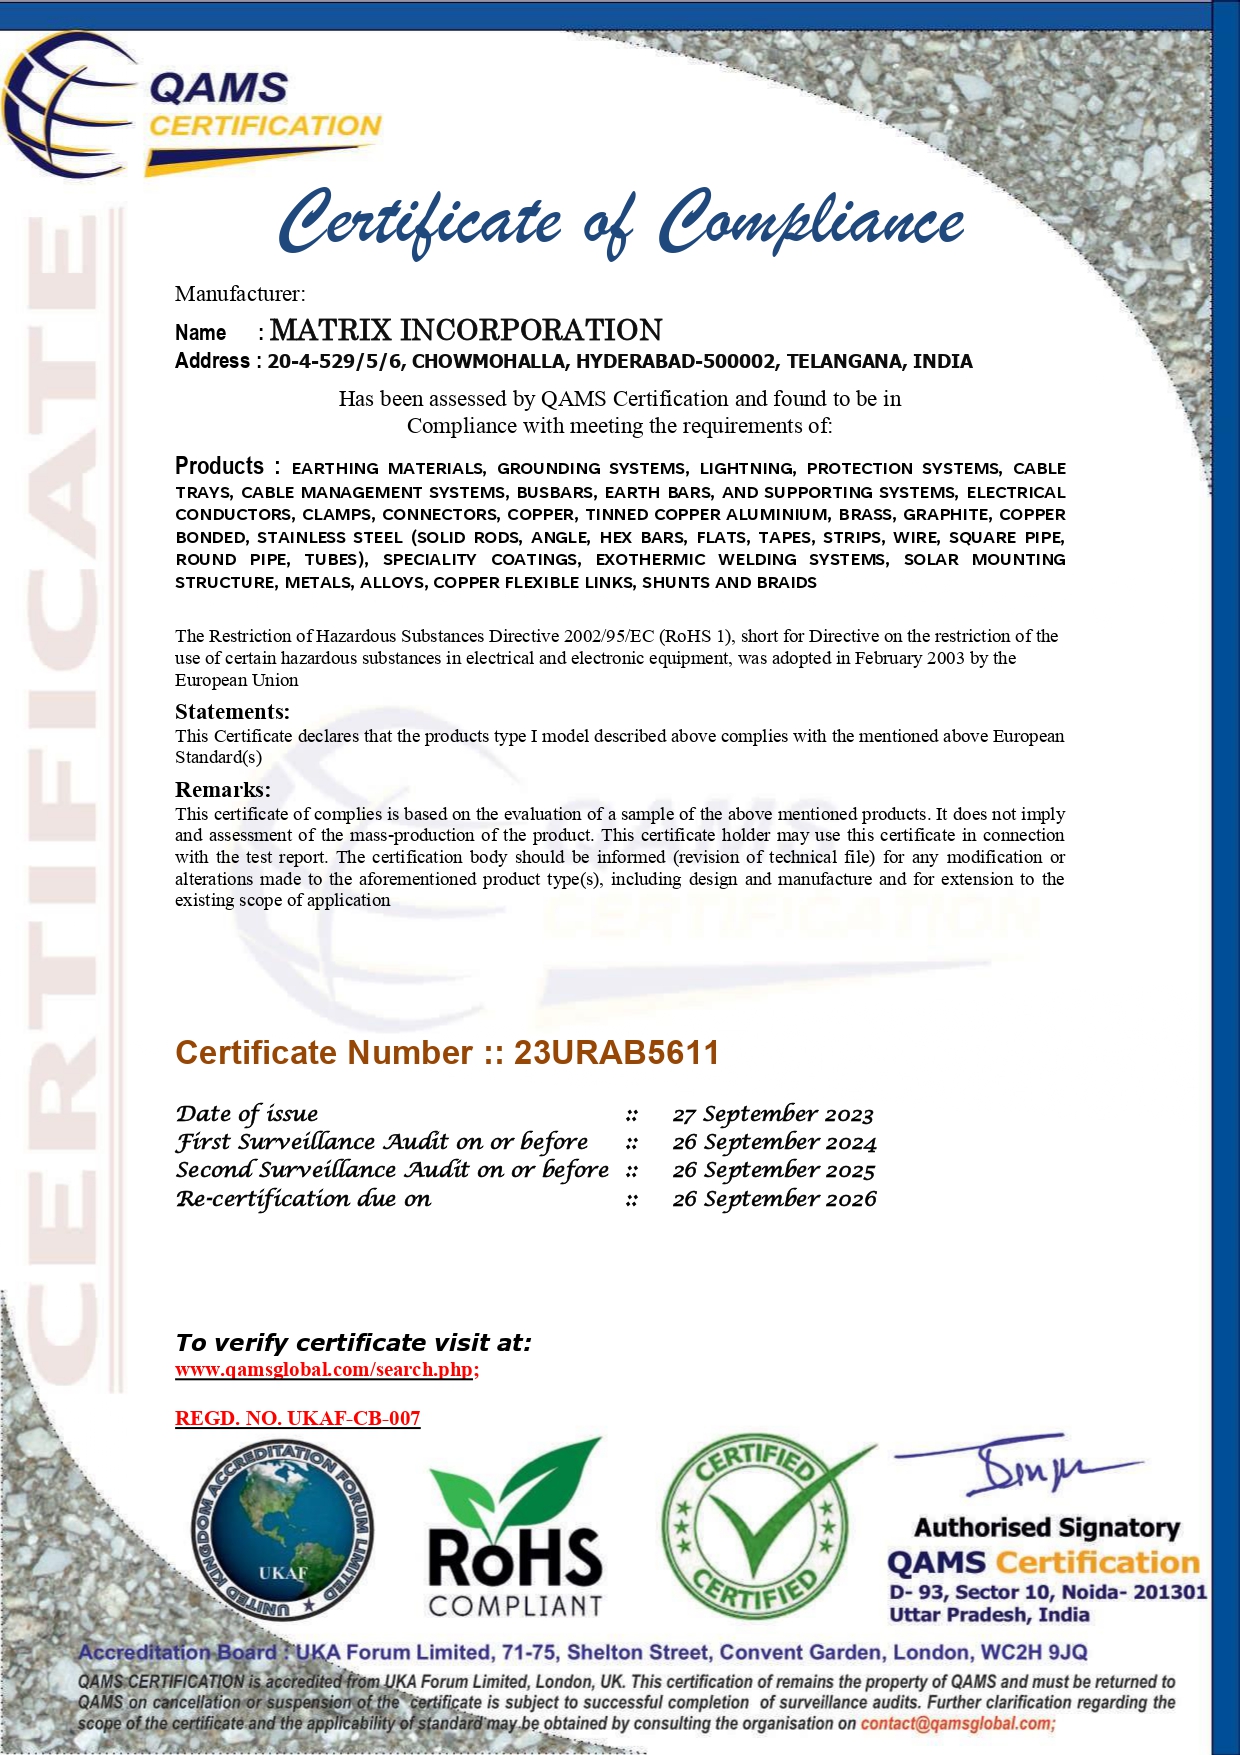 QAMS
CERTIFICATION
CERTIFICATE
Certificate of Compliance
Manufacturer:
Name : MATRIX INCORPORATION
Address : 20-4-529/5/6, CHOWMOHALLA, HYDERABAD-500002, TELANGANA, INDIA
Has been assessed by QAMS Certification and found to be in
Compliance with meeting the requirements of:
Products : EARTHING MATERIALS, GROUNDING SYSTEMS, LIGHTNING, PROTECTION SYSTEMS, CABLE
TRAYS, CABLE MANAGEMENT SYSTEMS, BUSBARS, EARTH BARS, AND SUPPORTING SYSTEMS, ELECTRICAL
CONDUCTORS, CLAMPS, CONNECTORS, COPPER, TINNED COPPER ALUMINIUM, BRASS, GRAPHITE, COPPER
BONDED, STAINLESS STEEL (SOLID RODS, ANGLE, HEX BARS, FLATS, TAPES, STRIPS, WIRE, SQUARE PIPE,
ROUND PIPE, TUBES), SPECIALITY COATINGS, EXOTHERMIC WELDING SYSTEMS, SOLAR MOUNTING
STRUCTURE, METALS, ALLOYS, COPPER FLEXIBLE LINKS, SHUNTS AND BRAIDS
The Restriction of Hazardous Substances Directive 2002/95/EC (RoHS 1), short for Directive on the restriction of the
use of certain hazardous substances in electrical and electronic equipment, was adopted in February 2003 by the
European Union
Statements:
This Certificate declares that the products type I model described above complies with the mentioned above European
Standard(s)
Remarks:
This certificate of complies is based on the evaluation of a sample of the above mentioned products. It does not imply
and assessment of the mass-production of the product. This certificate holder may use this certificate in connection
with the test report. The certification body should be informed (revision of technical file) for any modification or
alterations made to the aforementioned product type(s), including design and manufacture and for extension to the
existing scope of application
QAMS
CERTIFICATION
Certificate Number :: 23URAB5611
Date of issue :: 27 September 2023
First Surveillance Audit on or before :: 26 September 2024
Second Surveillance Audit on or before :: 26 September 2025
Re-certification due on :: 26 September 2026
To verify certificate visit at:
www.qamsglobal.com/search.php;
REGD. NO. UKAF-CB-007
UNITED KINGDOM ACCREDITATION FORUM LIMITED
UKAF
RoHS
COMPLIANT
CERTIFIED
CERTIFIED
Authorised Signatory
QAMS Certification
D- 93, Sector 10, Noida- 201301
Uttar Pradesh, India
Accreditation Board : UKA Forum Limited, 71-75, Shelton Street, Convent Garden, London, WC2H 9JQ
QAMS CERTIFICATION is accredited from UKA Forum Limited, London, UK. This certification of remains the property of QAMS and must be returned to
QAMS on cancellation or suspension of the certificate is subject to successful completion of surveillance audits. Further clarification regarding the
scope of the certificate and the applicability of standard may be obtained by consulting the organisation on contact@qamsglobal.com;